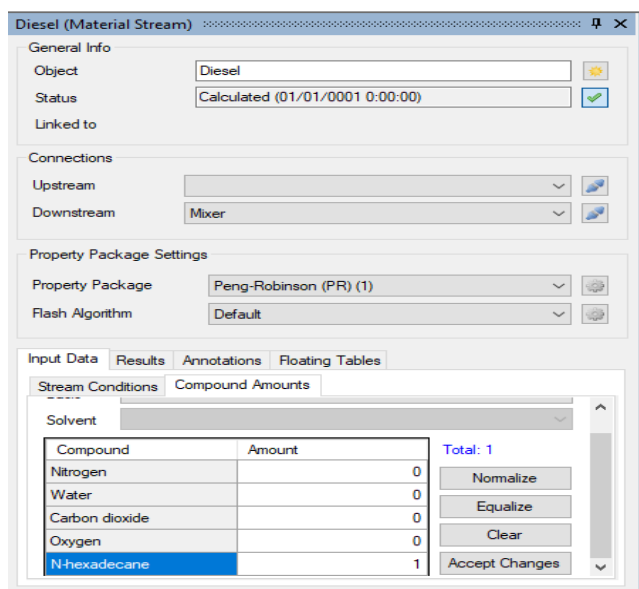 Diesel (Material Stream)
General Info
Object Diesel
Status Calculated (01/01/0001 0:00:00)
Linked to
Connections
Upstream
Downstream Mixer
Property Package Settings
Property Package Peng-Robinson (PR) (1)
Flash Algorithm Default
Input Data Results Annotations Floating Tables
Stream Conditions Compound Amounts
Solvent
Compound Amount Total: 1
Nitrogen 0 Normalize
Water 0
Equalize
Carbon dioxide 0
Clear
Oxygen 0
N-hexadecane 1 Accept Changes